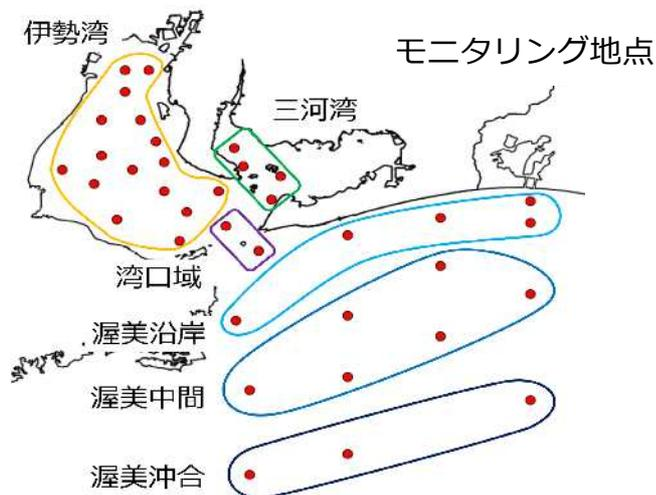 伊勢湾
モニタリング地点
三河湾
湾口域
渥美沿岸
渥美中間
渥美沖合